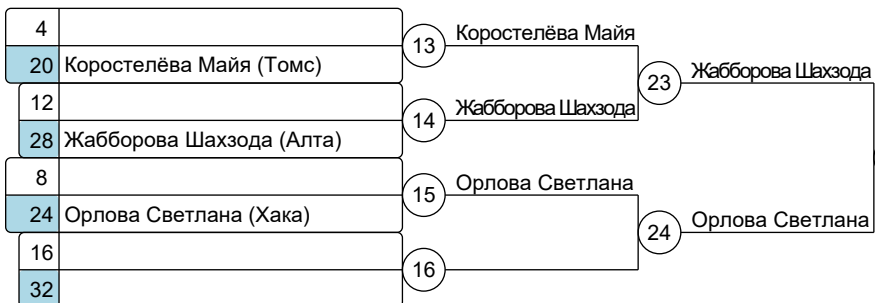 4
20 Коростелёва Майя (Томс)
12
28 Жабборова Шахзода (Алта)
8
24 Орлова Светлана (Хака)
16
32
13 Коростелёва Майя
14 Жабборова Шахзода
15 Орлова Светлана
16
23 Жабборова Шахзода
24 Орлова Светлана